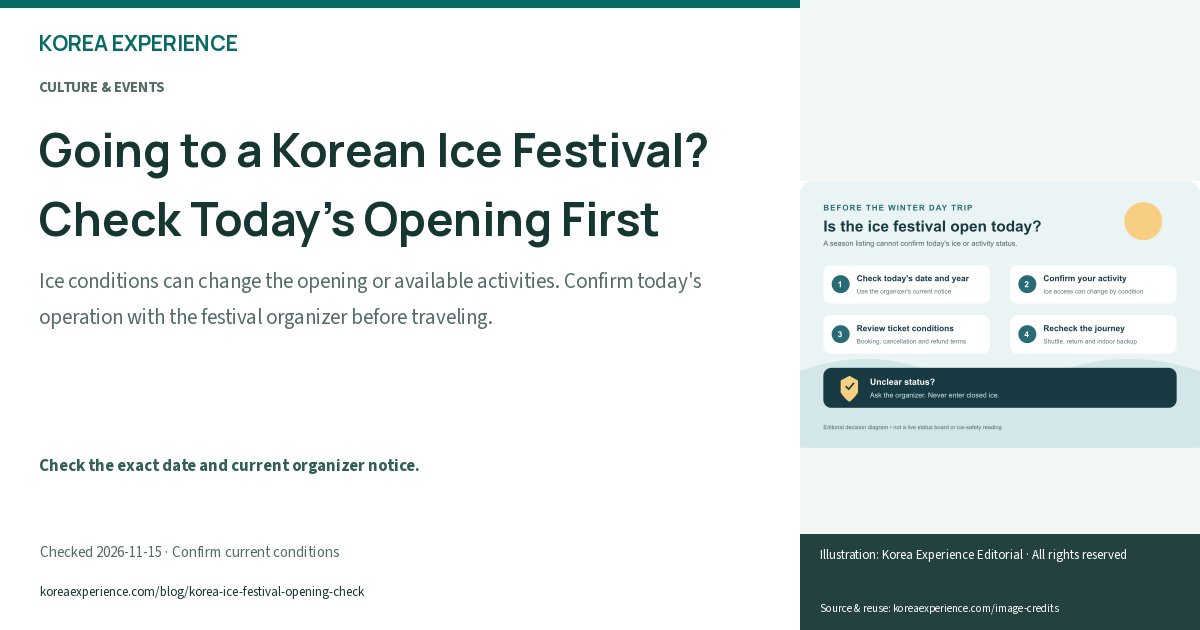 KOREA EXPERIENCE
CULTURE & EVENTS
Going to a Korean Ice Festival?
Check Today’s Opening First
Ice conditions can change the opening or available activities. Confirm today's
operation with the festival organizer before traveling.
Check the exact date and current organizer notice.
Checked 2026-11-15 · Confirm current conditions
koreaexperience.com/blog/korea-ice-festival-opening-check
BEFORE THE WINTER DAY TRIP
Is the ice festival open today?
A season listing cannot confirm today's ice or activity status.
1
Check today's date and year
Use the organizer's current notice
2
Confirm your activity
Ice access can change by condition
3
Review ticket conditions
Booking, cancellation and refund terms
4
Recheck the journey
Shuttle, return and indoor backup
Unclear status?
Ask the organizer. Never enter closed ice.
Editorial decision diagram • not a live status board or ice-safety reading
Illustration: Korea Experience Editorial · All rights reserved
Source & reuse: koreaexperience.com/image-credits